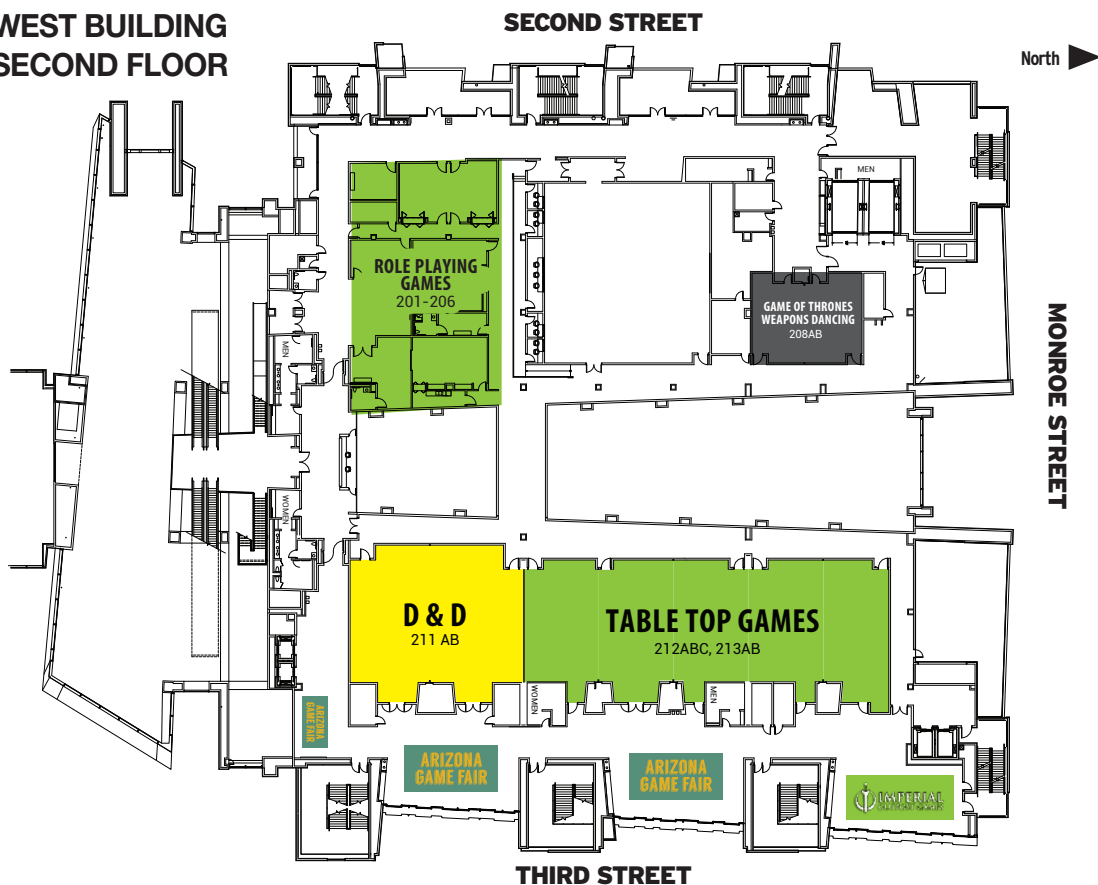 WEST BUILDING
SECOND FLOOR
SECOND STREET
North
MEN
ROLE PLAYING
GAMES
201-206
GAME OF THRONES
WEAPONS DANCING
208AB
MONROE STREET
MEN
WOMEN
D & D
211 AB
TABLE TOP GAMES
212ABC, 213AB
WOMEN
MEN
ARIZONA
GAME FAIR
ARIZONA
GAME FAIR
ARIZONA
GAME FAIR
IMPERIAL
THIRD STREET